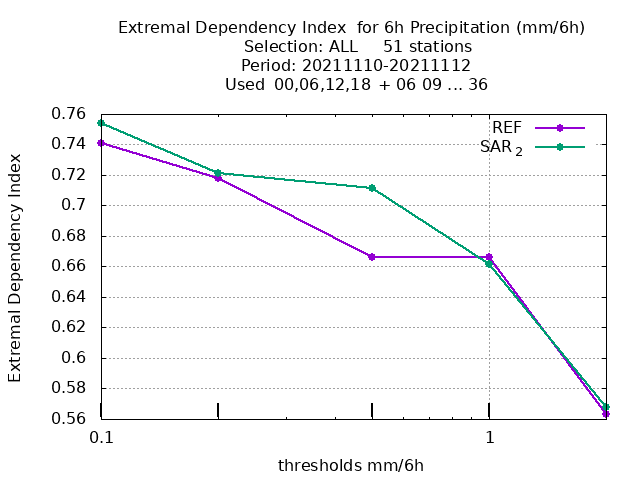 Extremal Dependency Index  for 6h Precipitation (mm/6h)
Selection: ALL     51 stations
Period: 20211110-20211112
Used  00,06,12,18  + 06 09 ... 36
REF
SAR 2
0.76
0.74
0.72
0.7
0.68
0.66
0.64
0.62
0.6
0.58
0.56
Extremal Dependency Index
0.1
1
thresholds mm/6h